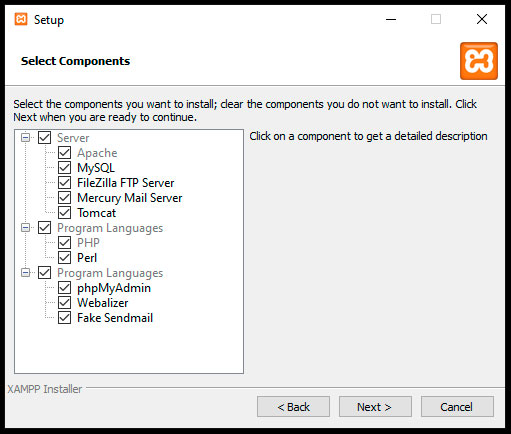 Setup
Select Components
Select the components you want to install; clear the components you do not want to install. Click
Next when you are ready to continue.
Server
Apache
MySQL
FileZilla FTP Server
Mercury Mail Server
Tomcat
Program Languages
PHP
Perl
Program Languages
phpMyAdmin
Webalizer
Fake Sendmail
Click on a component to get a detailed description
XAMPP Installer
< Back
Next >
Cancel